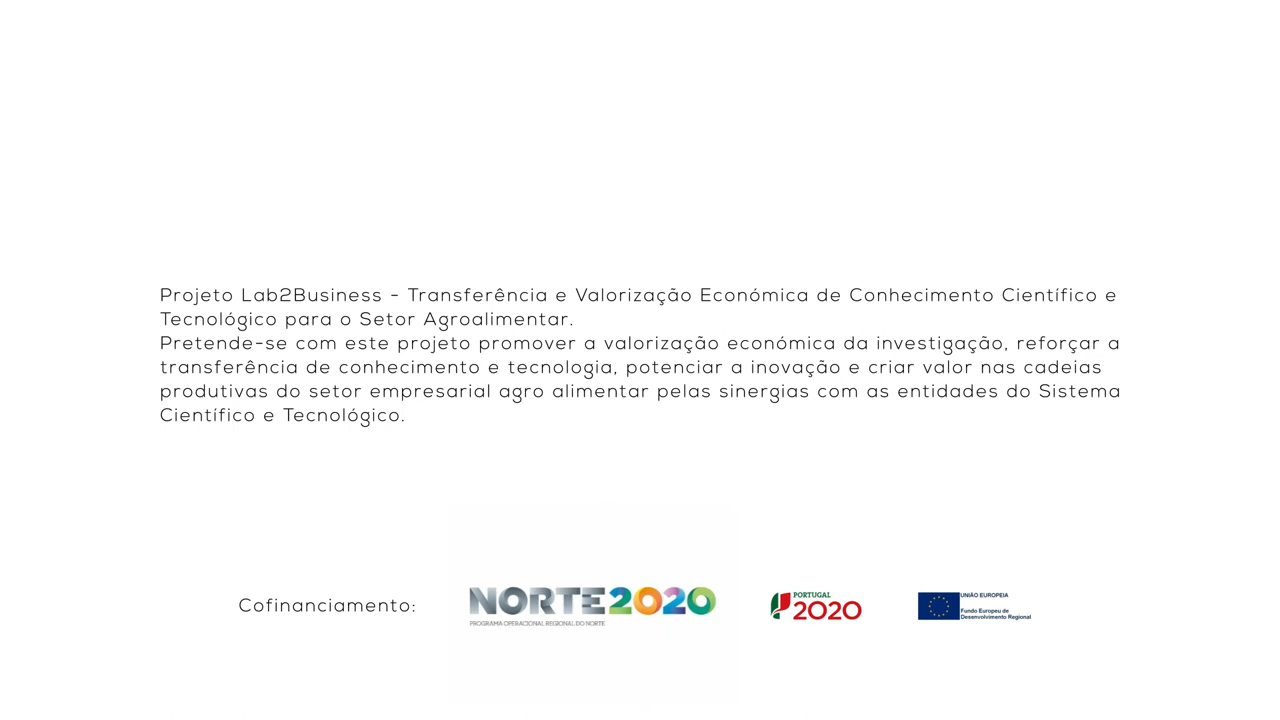 Projeto Lab2Business - Transferência e Valorização Económica de Conhecimento Científico e
Tecnológico para o Setor Agroalimentar.
Pretende-se com este projeto promover a valorização económica da investigação, reforçar a
transferência de conhecimento e tecnologia, potenciar a inovação e criar valor nas cadeias
produtivas do setor empresarial agro alimentar pelas sinergias com as entidades do Sistema
Científico e Tecnológico.
Cofinanciamento:
NORTE2020
PROGRAMA OPERACIONAL REGIONAL DO NORTE
PORTUGAL
2020
UNIÃO EUROPEIA
Fundo Europeu de
Desenvolvimento Regional